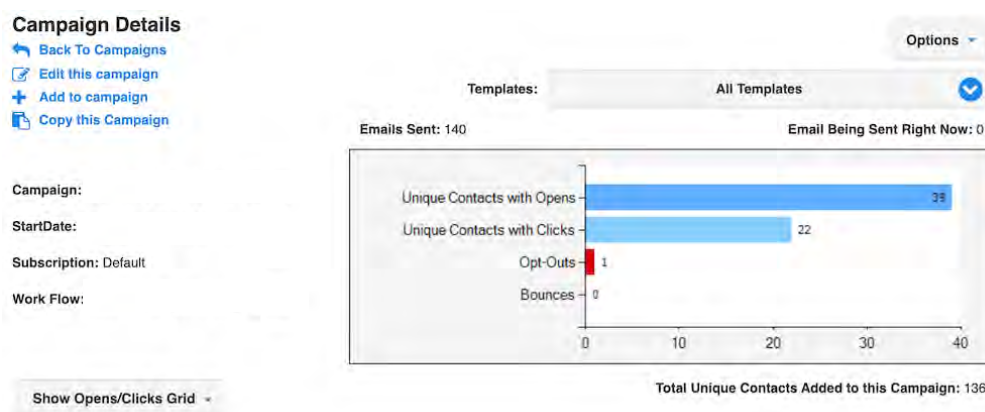 Campaign Details
Back To Campaigns
Edit this campaign
Add to campaign
Copy this Campaign
Options
Templates: All Templates
Emails Sent: 140 Email Being Sent Right Now: 0
Campaign:
StartDate:
Subscription: Default
Work Flow:
Unique Contacts with Opens 39
Unique Contacts with Clicks 22
Opt-Outs 1
Bounces 0
0 10 20 30 40
Show Opens/Clicks Grid
Total Unique Contacts Added to this Campaign: 136